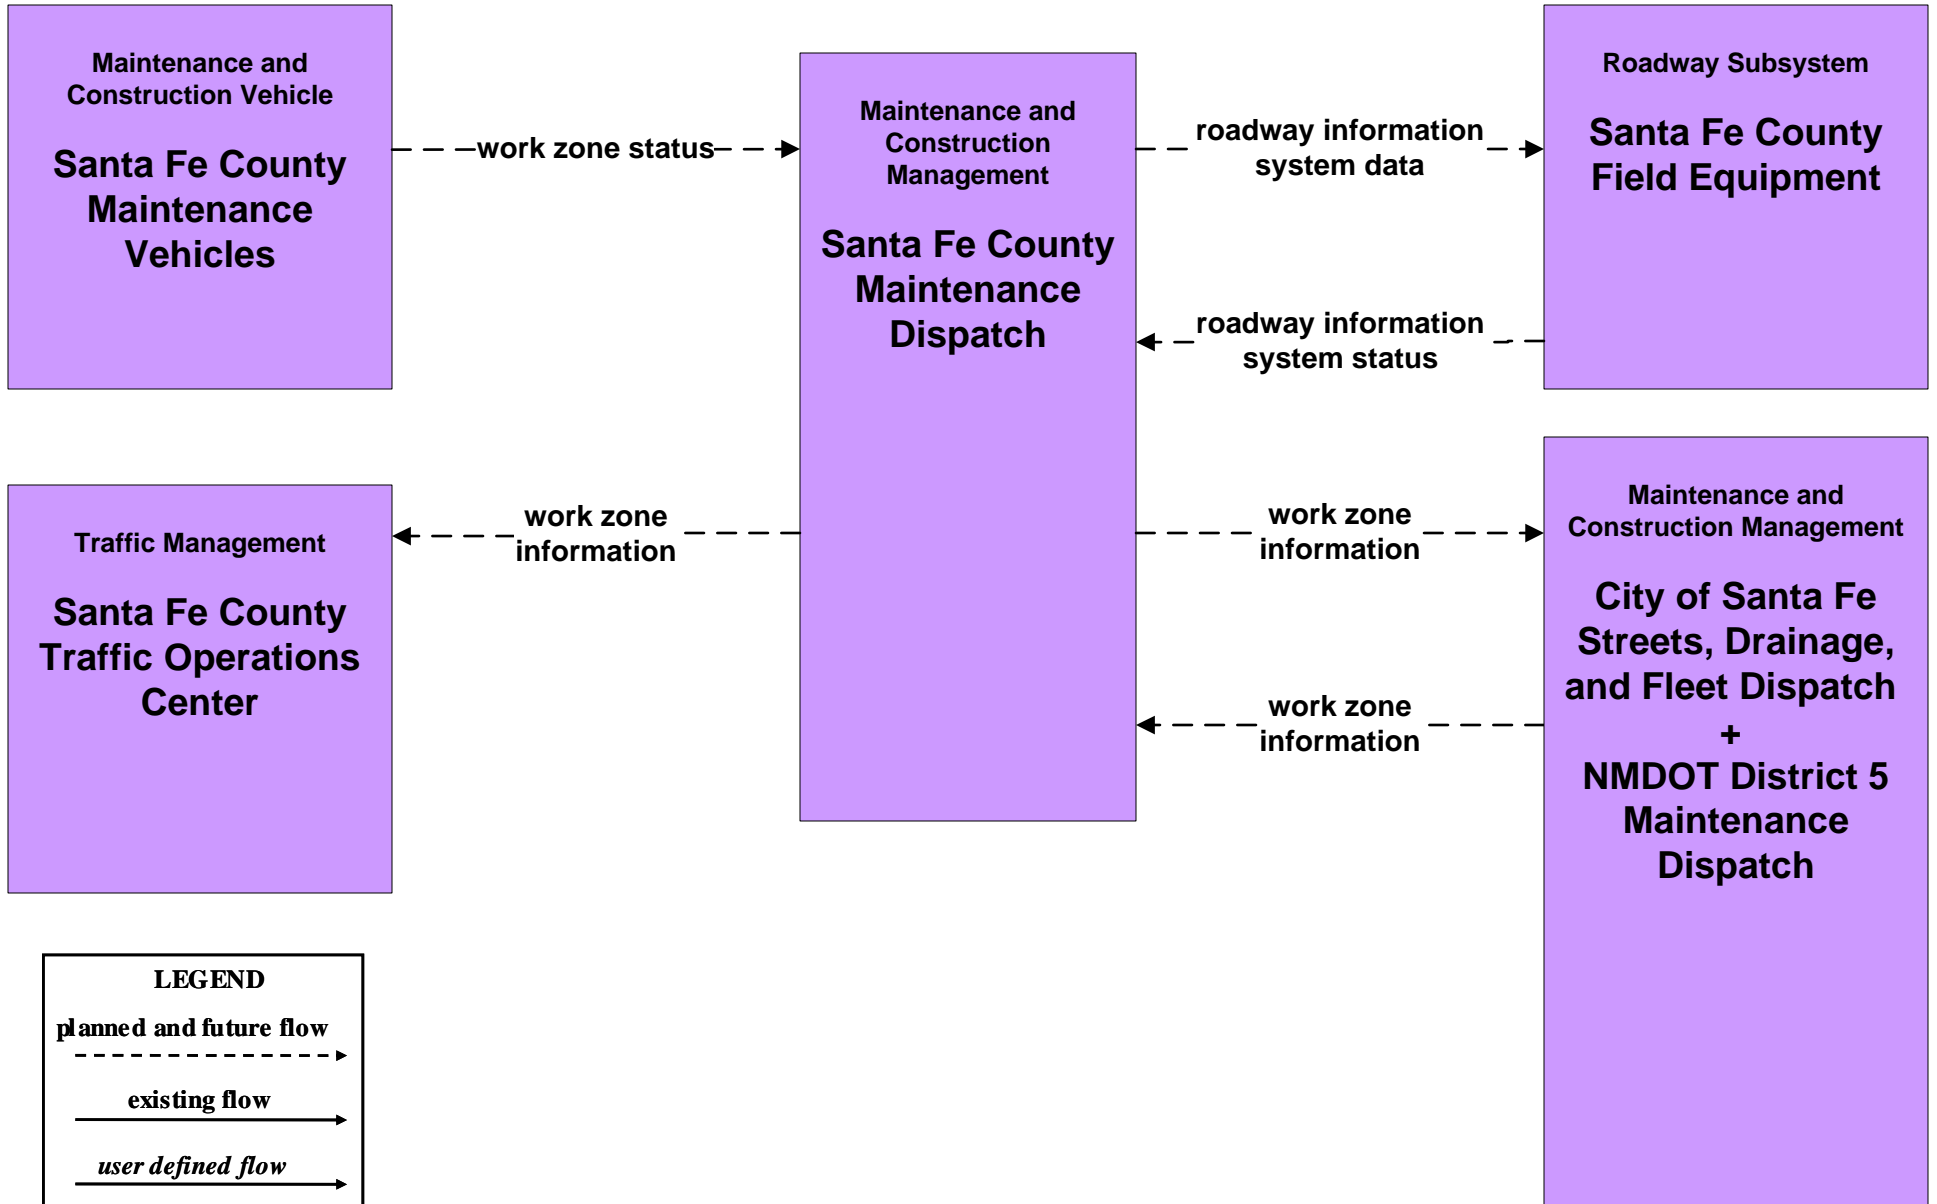 Maintenance and
Construction Vehicle
Santa Fe County
Maintenance
Vehicles
work zone status
Maintenance and
Construction
Management
Santa Fe County
Maintenance
Dispatch
roadway information
system data
Roadway Subsystem
Santa Fe County
Field Equipment
roadway information
system status
Traffic Management
Santa Fe County
Traffic Operations
Center
work zone
information
work zone
information
Maintenance and
Construction Management
City of Santa Fe
Streets, Drainage,
and Fleet Dispatch
+
NMDOT District 5
Maintenance
Dispatch
work zone
information
LEGEND
planned and future flow
existing flow
user defined flow